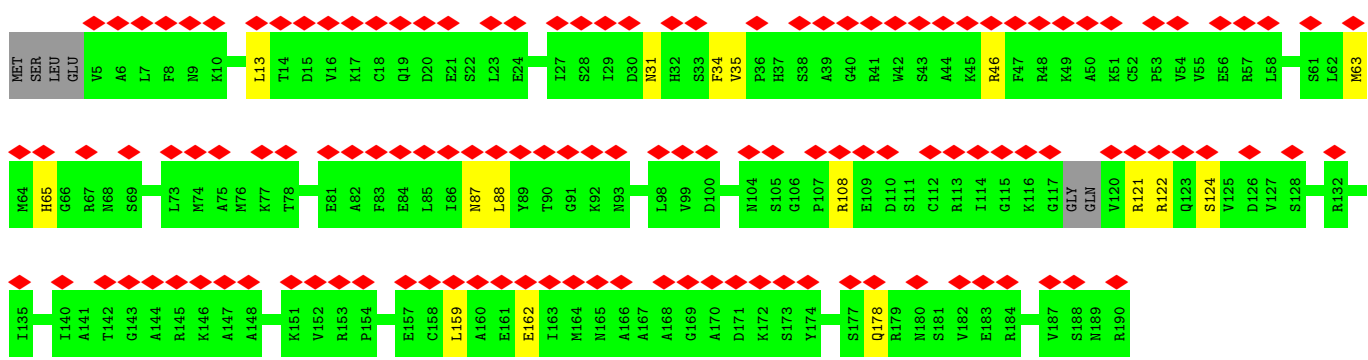 MET SER LEU GLU V5 A6 L7 F8 N9 K10 L13 T14 D15 V16 K17 C18 Q19 D20 E21 S22 L23 E24 I27 S28 I29 D30 N31 H32 S33 F34 V35 P36 H37 S38 A39 G40 R41 W42 S43 A44 K45 R46 F47 R48 K49 A50 K51 C52 P53 V54 V55 E56 R57 L58 S61 L62 M63
M64 H65 G66 R67 N68 S69 L73 M74 A75 M76 K77 T78 E81 A82 F83 E84 L85 I86 N87 L88 Y89 T90 G91 K92 N93 L98 V99 D100 N104 S105 G106 P107 R108 E109 D110 S111 C112 R113 I114 G115 K116 G117 GLY GLN V120 R121 R122 Q123 S124 V125 D126 V127 S128 R132
I135 I140 A141 T142 G143 A144 R145 K146 A147 A148 K151 V152 R153 P154 E157 C158 L159 A160 E161 E162 I163 M164 N165 A166 A167 A168 G169 A170 D171 K172 S173 Y174 S177 Q178 R179 N180 S181 V182 E183 R184 V187 S188 N189 R190